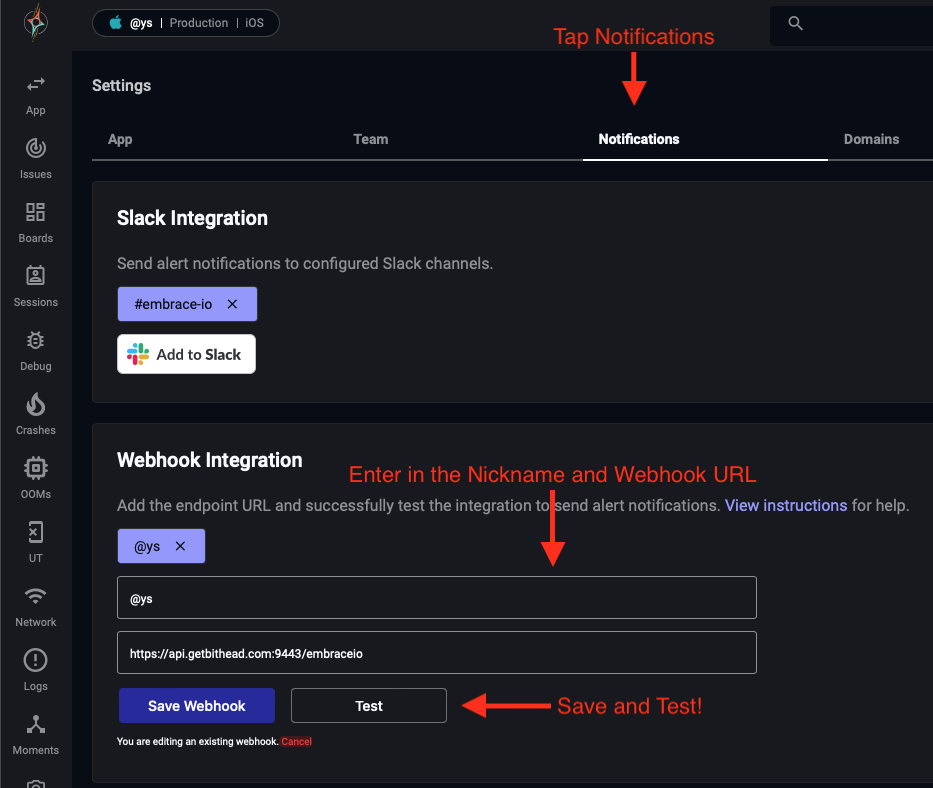 @ys | Production | iOS
Tap Notifications
Settings
App
Team
Notifications
Domains
App
Issues
Boards
Sessions
Debug
Crashes
OOMs
UT
Network
Logs
Moments
Slack Integration
Send alert notifications to configured Slack channels.
#embrace-io
Add to Slack
Webhook Integration
Enter in the Nickname and Webhook URL
Add the endpoint URL and successfully test the integration to send alert notifications. View instructions for help.
@ys
@ys
https://api.getbithead.com:9443/embraceio
Save Webhook
Test
Save and Test!
You are editing an existing webhook. Cancel